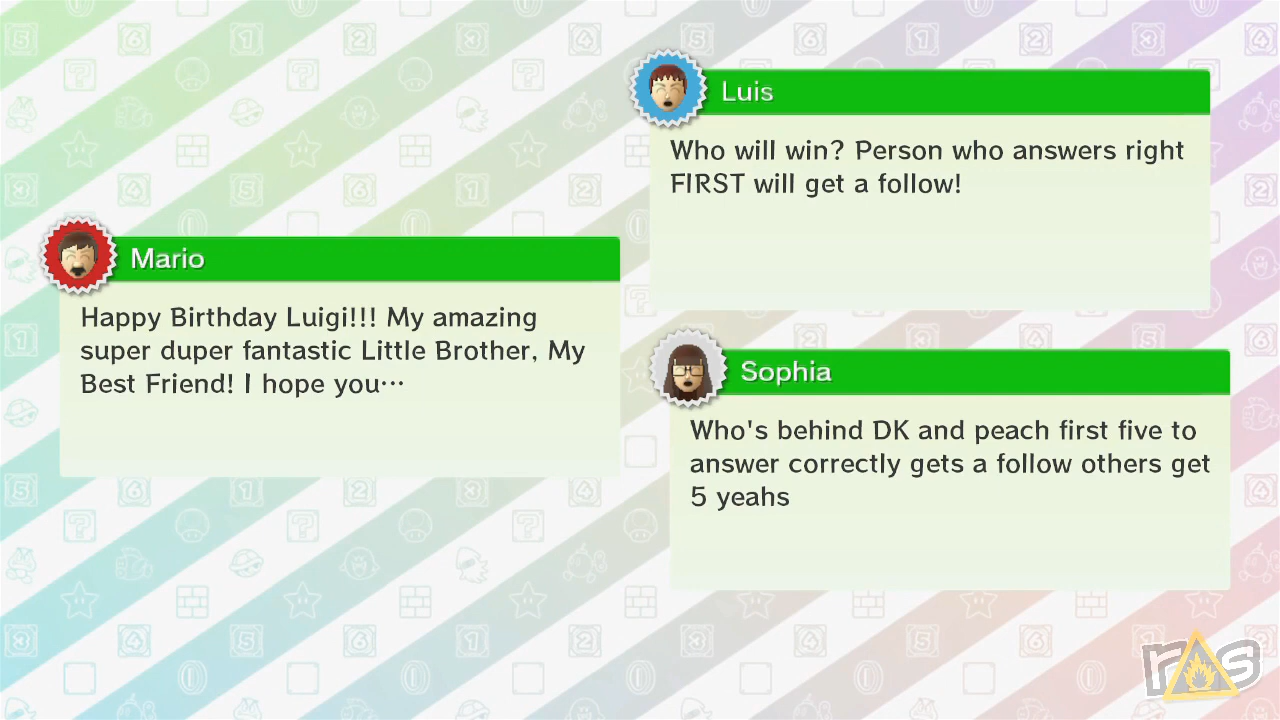 Luis
Who will win? Person who answers right
FIRST will get a follow!
Mario
Happy Birthday Luigi!!! My amazing
super duper fantastic Little Brother, My
Best Friend! I hope you⋯
Sophia
Who's behind DK and peach first five to
answer correctly gets a follow others get
5 yeahs
ras